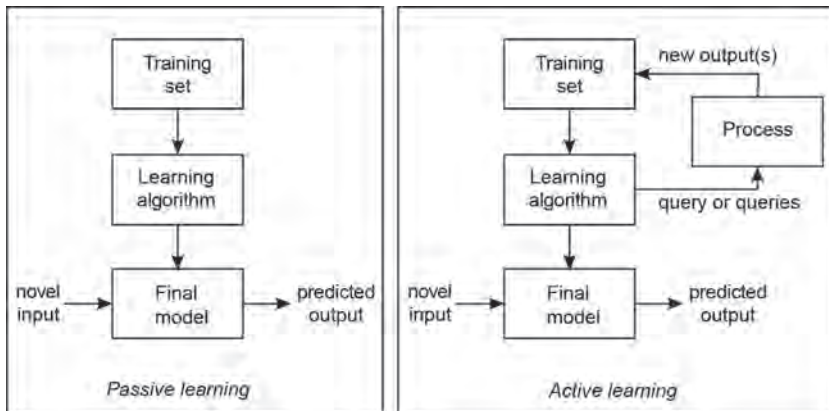 Training
set
Learning
algorithm
novel
input
Final
model
predicted
output
Passive learning
new output(s)
Training
set
Process
Learning
algorithm
query or queries
novel
input
Final
model
predicted
output
Active learning